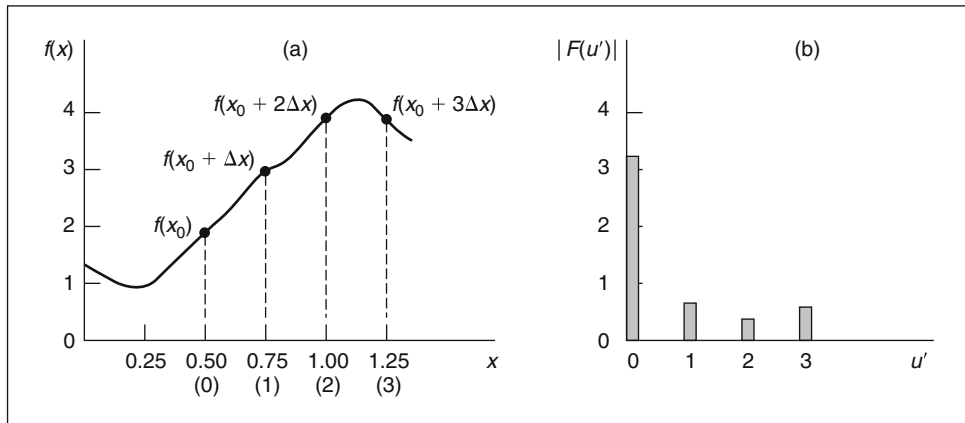 f(x)
(a)
4
3
2
1
0
f(x₀)
f(x₀ + Δx)
f(x₀ + 2Δx)
f(x₀ + 3Δx)
0.25 0.50 0.75 1.00 1.25 x
(0) (1) (2) (3)
|F(u′)|
(b)
4
3
2
1
0
0 1 2 3 u′